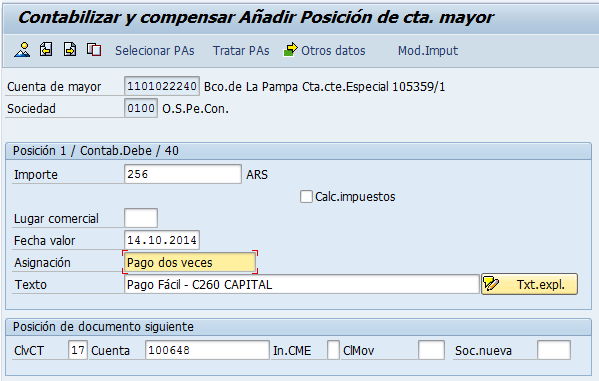 Contabilizar y compensar Añadir Posición de cta. mayor
Selecionar PAs Tratar PAs Otros datos Mod.Imput
Cuenta de mayor 1101022240 Bco.de La Pampa Cta.cte.Especial 105359/1
Sociedad 0100 O.S.Pe.Con.
Posición 1 / Contab.Debe / 40
Importe 256 ARS
Calc.impuestos
Lugar comercial
Fecha valor 14.10.2014
Asignación Pago dos veces
Texto Pago Fácil - C260 CAPITAL Txt.expl.
Posición de documento siguiente
ClvCT 17 Cuenta 100648 In.CME ClMov Soc.nueva